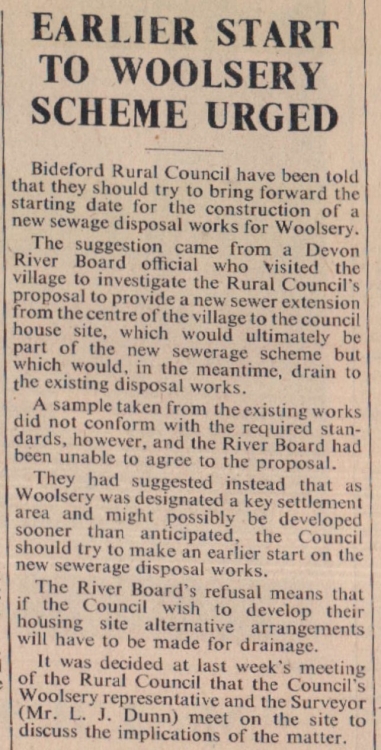 EARLIER START
TO WOOLSERY
SCHEME URGED
Bideford Rural Council have been told
that they should try to bring forward the
starting date for the construction of a
new sewage disposal works for Woolsery.
The suggestion came from a Devon
River Board official who visited the
village to investigate the Rural Council's
proposal to provide a new sewer extension
from the centre of the village to the council
house site, which would ultimately be
part of the new sewerage scheme but
which would, in the meantime, drain to
the existing disposal works.
A sample taken from the existing works
did not conform with the required stan-
dards, however, and the River Board had
been unable to agree to the proposal.
They had suggested instead that as
Woolsery was designated a key settlement
area and might possibly be developed
sooner than anticipated, the Council
should try to make an earlier start on the
new sewerage disposal works.
The River Board's refusal means that
if the Council wish to develop their
housing site alternative arrangements
will have to be made for drainage.
It was decided at last week's meeting
of the Rural Council that the Council's
Woolsery representative and the Surveyor
(Mr. L. J. Dunn) meet on the site to
discuss the implications of the matter.